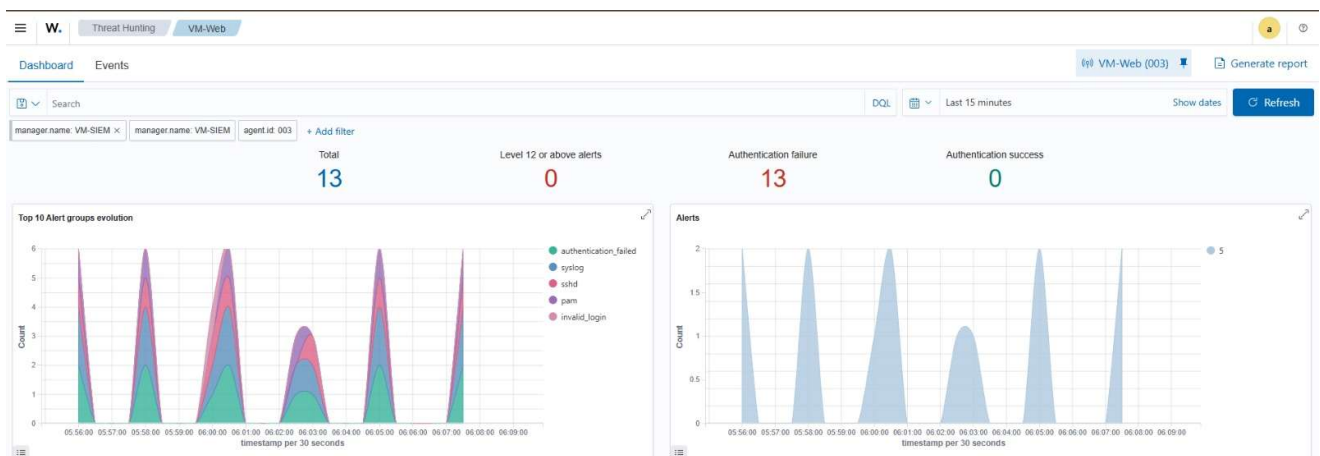 W. Threat Hunting VM-Web a
Dashboard Events VM-Web (003) Generate report
Search DQL Last 15 minutes Show dates Refresh
manager.name: VM-SIEM × manager.name: VM-SIEM agent.id: 003 + Add filter
Total Level 12 or above alerts Authentication failure Authentication success
13 0 13 0
Top 10 Alert groups evolution
6
5
4
3
2
1
0
Count
05:56:00 05:57:00 05:58:00 05:59:00 06:00:00 06:01:00 06:02:00 06:03:00 06:04:00 06:05:00 06:06:00 06:07:00 06:08:00 06:09:00
timestamp per 30 seconds
authentication_failed
syslog
sshd
pam
invalid_login
Alerts
2
1.5
1
0.5
0
Count
05:56:00 05:57:00 05:58:00 05:59:00 06:00:00 06:01:00 06:02:00 06:03:00 06:04:00 06:05:00 06:06:00 06:07:00 06:08:00 06:09:00
timestamp per 30 seconds
5